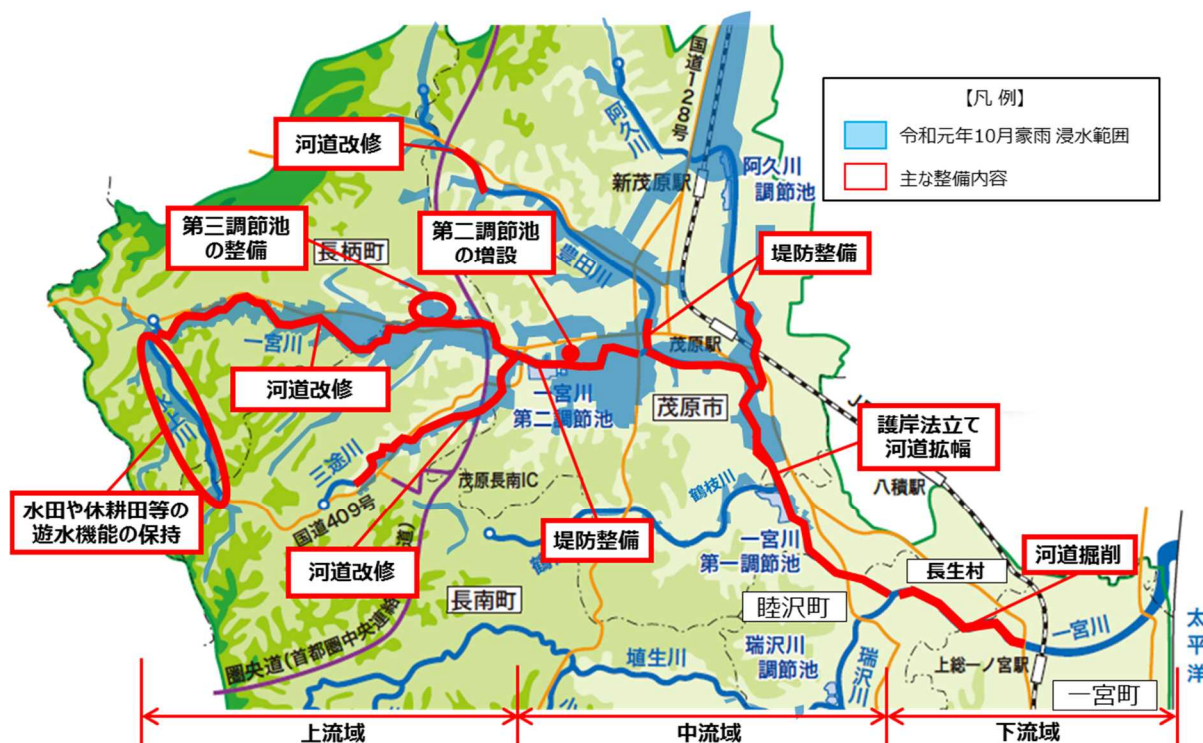 【凡 例】
令和元年10月豪雨 浸水範囲
主な整備内容
国道128号
阿久川
河道改修
新茂原駅
阿久川
調節池
第三調節池
の整備
長柄町
第二調節池
の増設
豊田川
堤防整備
一宮川
茂原駅
河道改修
一宮川
第二調節池
茂原市
護岸法立て
河道拡幅
水上川
三途川
八積駅
茂原長南IC
鶴枝川
水田や休耕田等の
遊水機能の保持
国道409号
堤防整備
一宮川
第一調節池
河道掘削
河道改修
長生村
長南町
睦沢町
圏央道(首都圏中央連絡
道)
埴生川
瑞沢川
調節池
瑞沢川
上総一ノ宮駅
一宮川
太平洋
一宮町
上流域
中流域
下流域